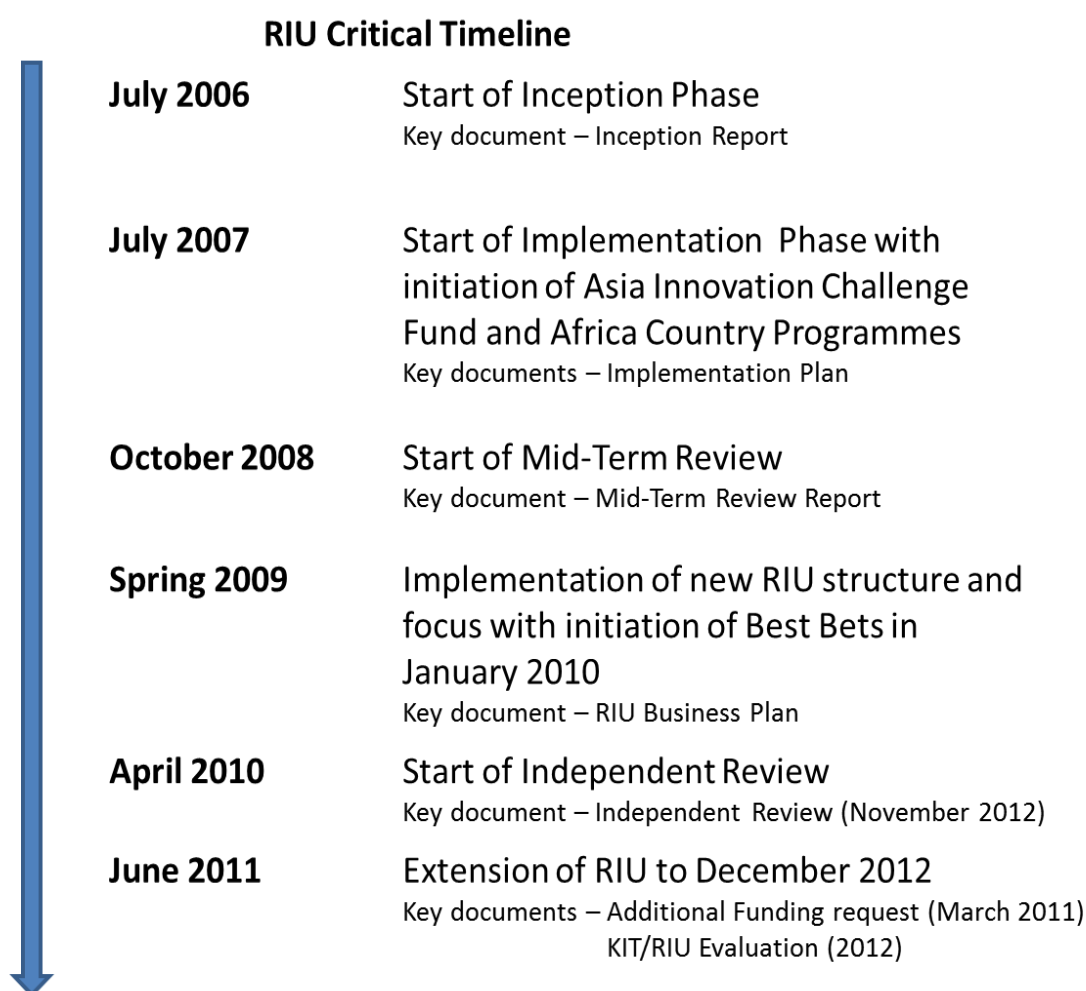 RIU Critical Timeline
July 2006 Start of Inception Phase
Key document – Inception Report
July 2007 Start of Implementation Phase with
initiation of Asia Innovation Challenge
Fund and Africa Country Programmes
Key documents – Implementation Plan
October 2008 Start of Mid-Term Review
Key document – Mid-Term Review Report
Spring 2009 Implementation of new RIU structure and
focus with initiation of Best Bets in
January 2010
Key document – RIU Business Plan
April 2010 Start of Independent Review
Key document – Independent Review (November 2012)
June 2011 Extension of RIU to December 2012
Key documents – Additional Funding request (March 2011)
KIT/RIU Evaluation (2012)